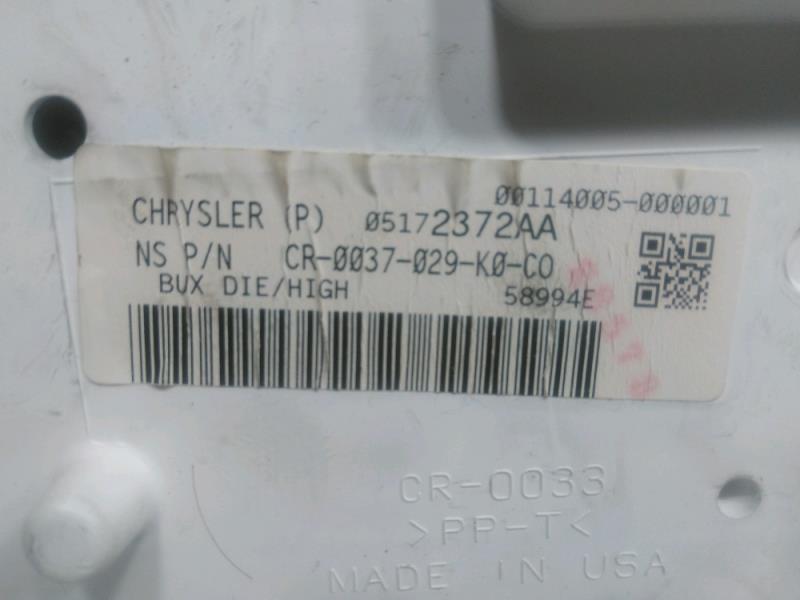 00114005-000001
CHRYSLER (P) 05172372AA
NS P/N CR-0037-029-K0-CO
BUX DIE/HIGH 58994E
CR-0033
>PP-T<
MADE IN USA